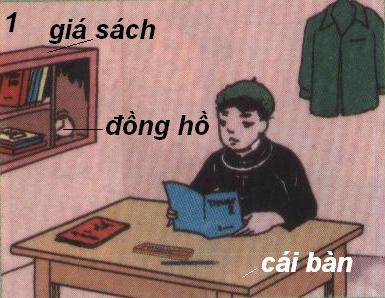 1
giá sách
đồng hồ
cái bàn